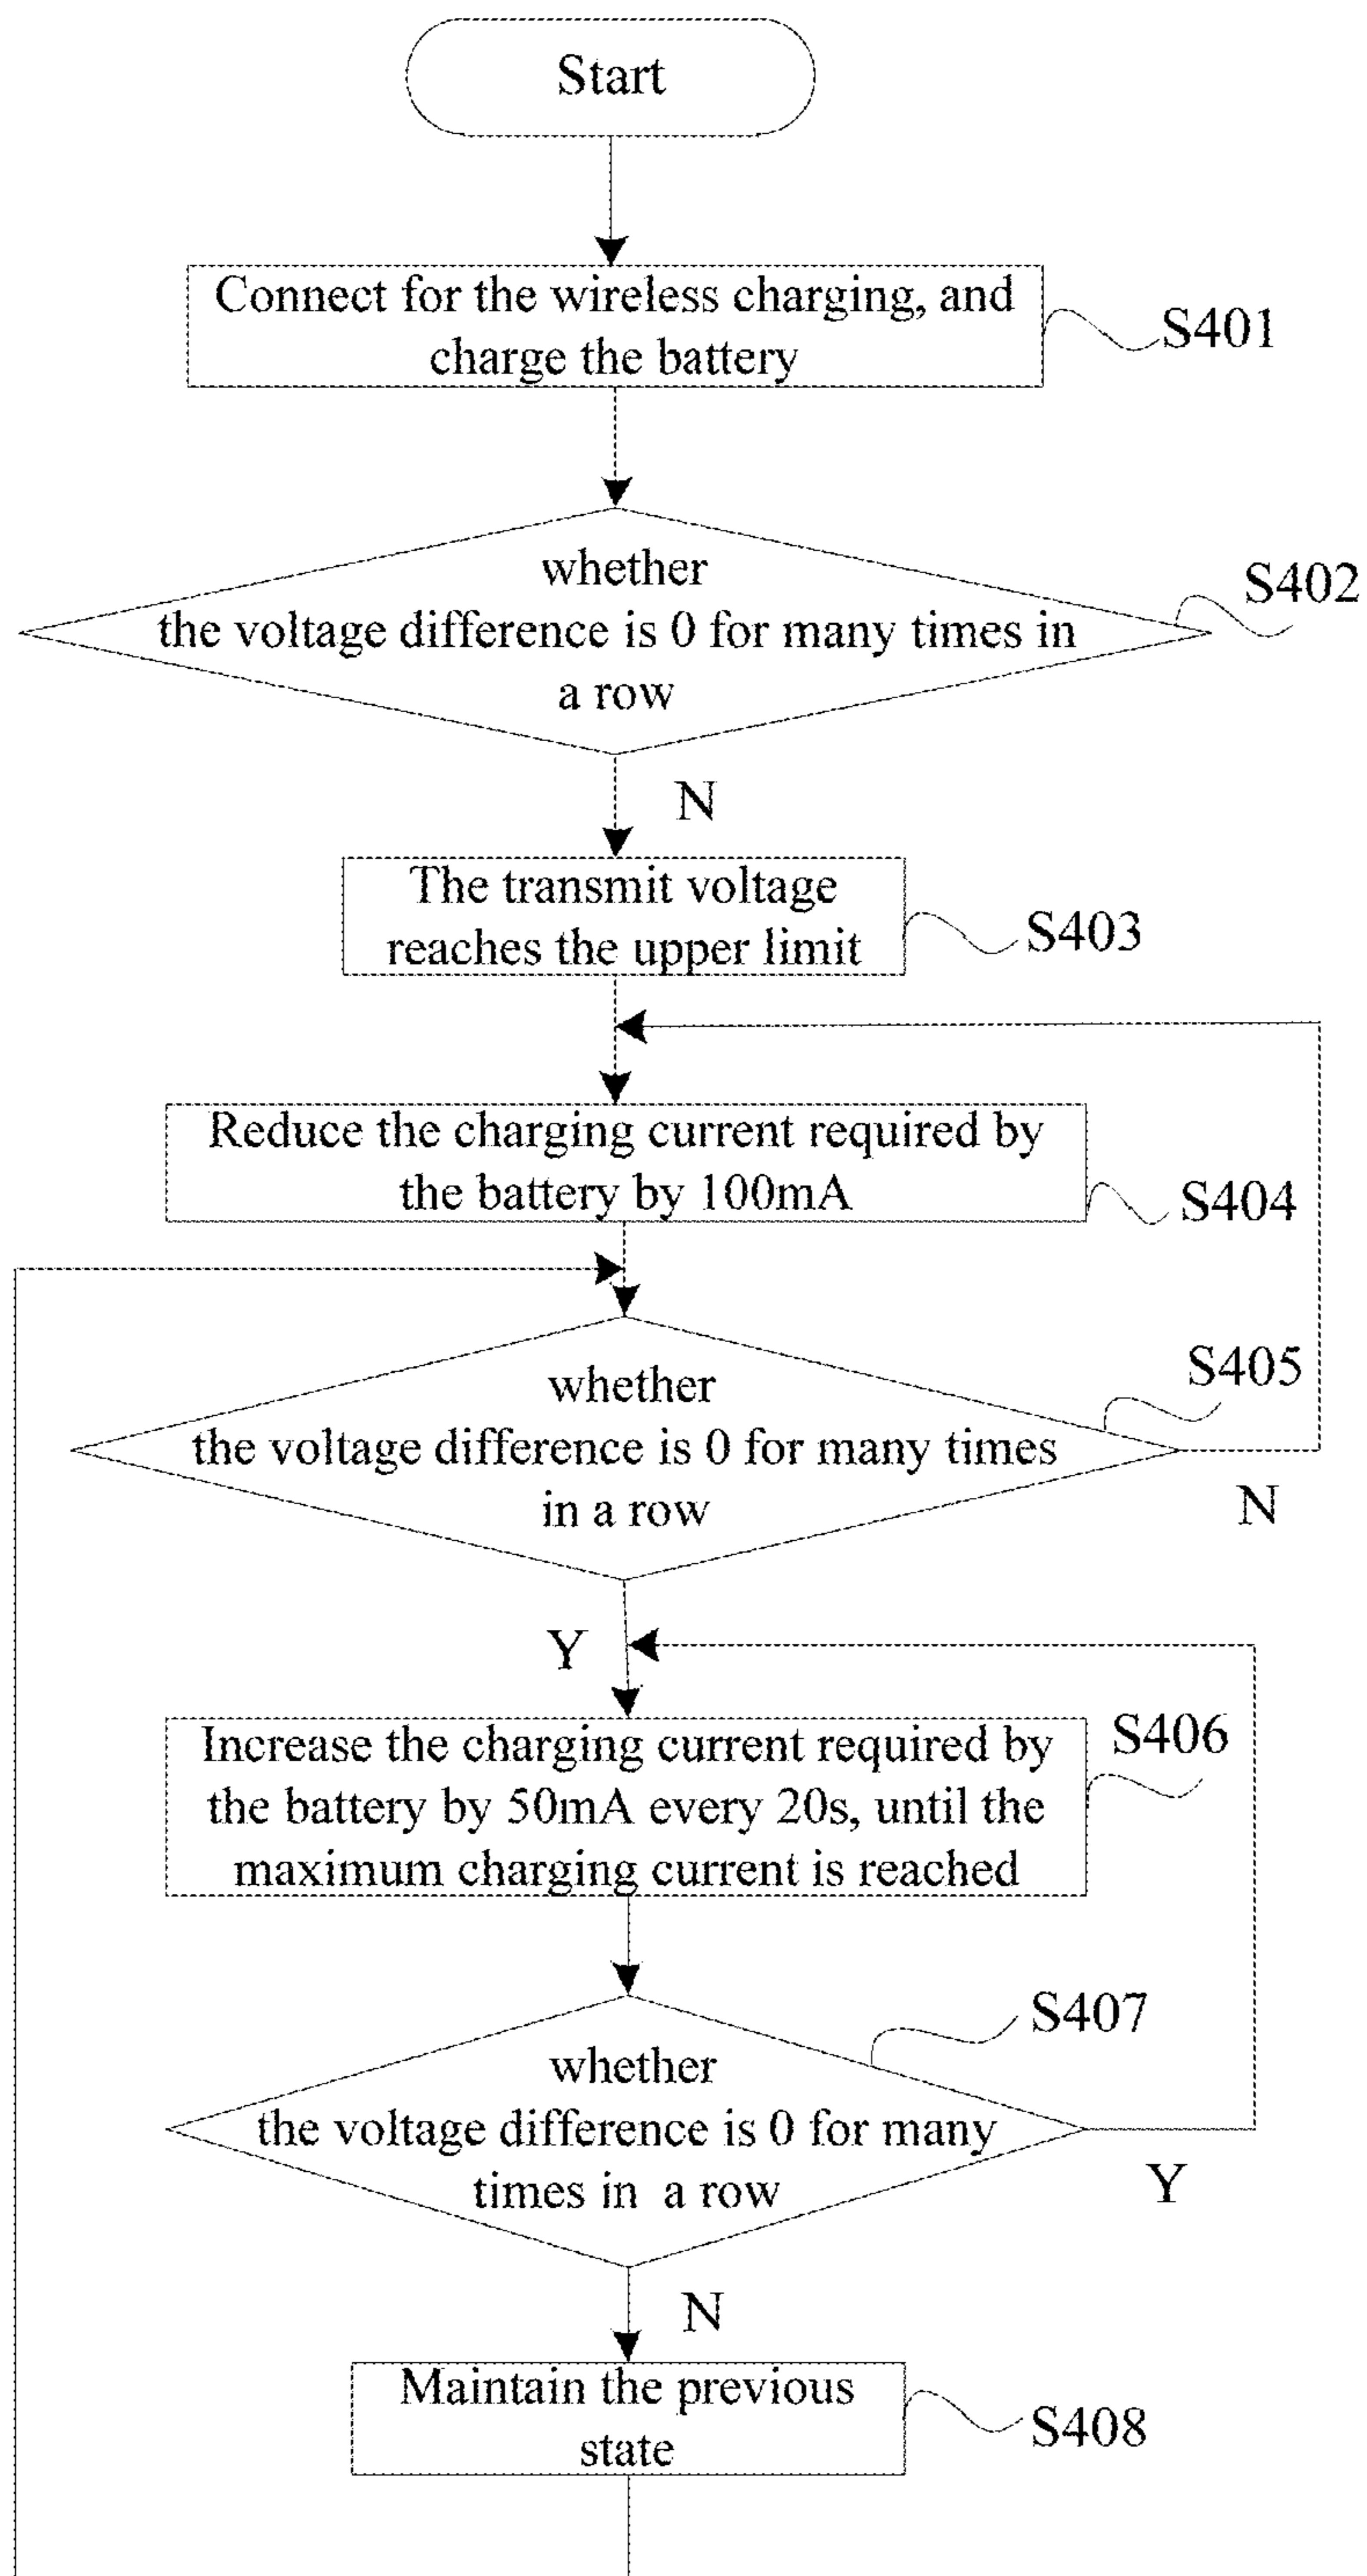 Start
Connect for the wireless charging, and
charge the battery
S401
whether
the voltage difference is 0 for many times in
a row
S402
N
The transmit voltage
reaches the upper limit
S403
Reduce the charging current required by
the battery by 100mA
S404
whether
the voltage difference is 0 for many times
in a row
S405
N
Y
Increase the charging current required by
the battery by 50mA every 20s, until the
maximum charging current is reached
S406
whether
the voltage difference is 0 for many
times in a row
S407
Y
N
Maintain the previous
state
S408